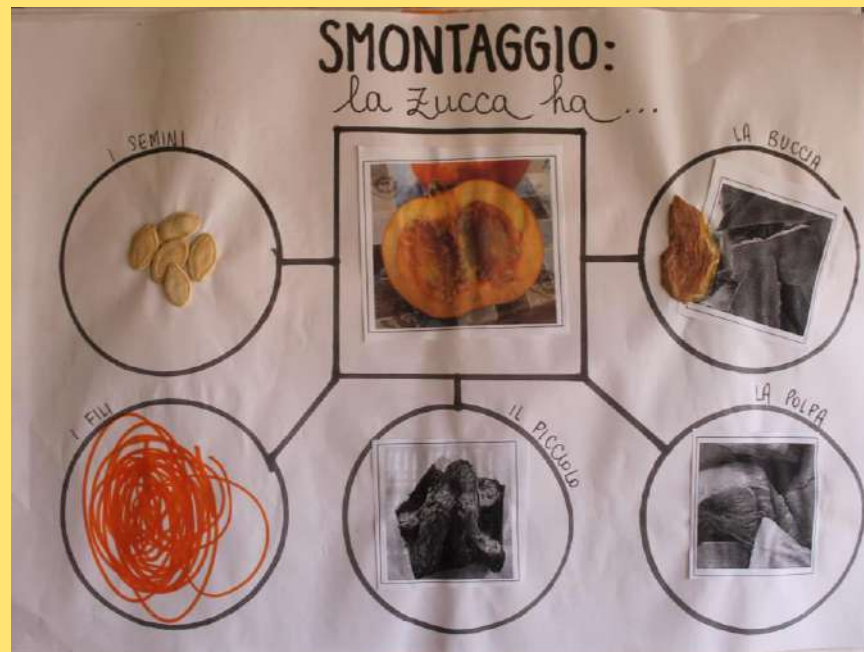 SMONTAGGIO:
la zucca ha...
I SEMINI
LA BUCCIA
I FILI
IL PICCIOLO
LA POLPA